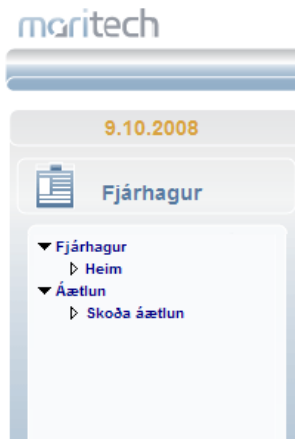 maritech
9.10.2008
Fjárhagur
Fjárhagur
Heim
Áætlun
Skoða áætlun